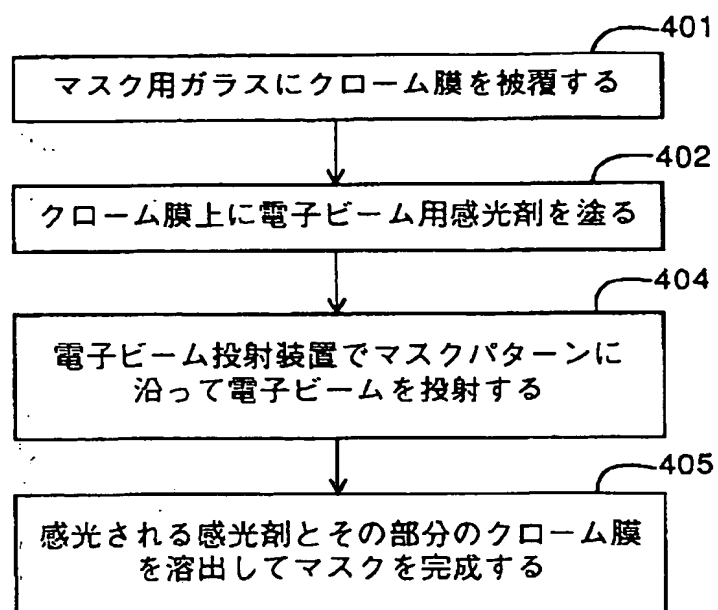 401
マスク用ガラスにクローム膜を被覆する
402
クローム膜上に電子ビーム用感光剤を塗る
404
電子ビーム投射装置でマスクパターンに
沿って電子ビームを投射する
405
感光される感光剤とその部分のクローム膜
を溶出してマスクを完成する